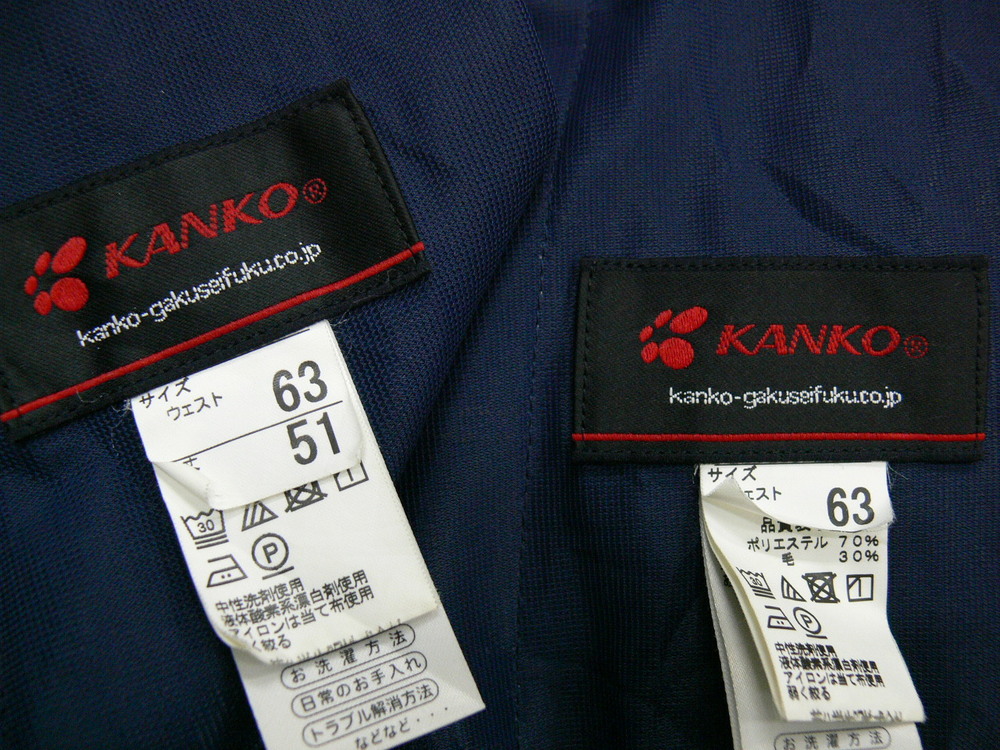 KANKO®
kanko-gakuseifuku.co.jp
サイズ
ウエスト 63
丈 51
30
P
中性洗剤使用
液体酸素系漂白剤使用
アイロンは当て布使用
弱く絞る
お洗濯方法
日常のお手入れ
トラブル解消方法
などなど・・・
KANKO®
kanko-gakuseifuku.co.jp
サイズ
ウエスト 63
ポリエステル 70%
毛 30%
30
P
中性洗剤使用
液体酸素系漂白剤使用
アイロンは当て布使用
弱く絞る
お洗濯方法